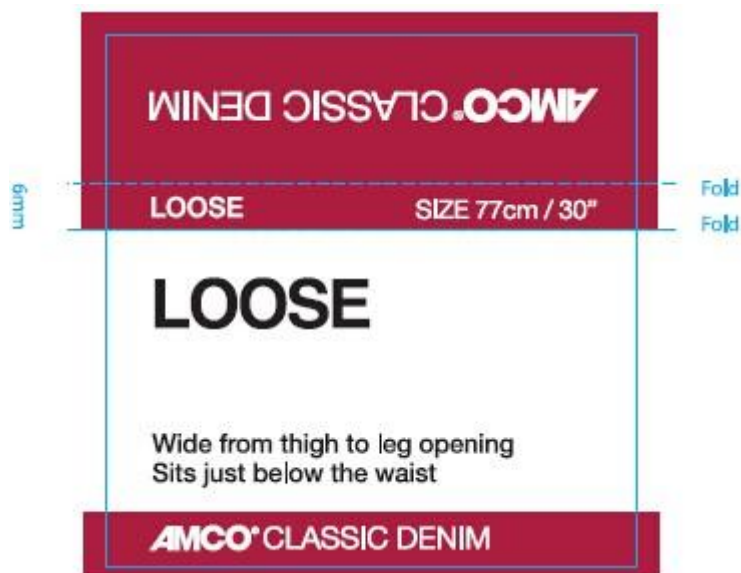 AMCO® CLASSIC DENIM
Fold
LOOSE SIZE 77cm / 30"
Fold
6mm
LOOSE
Wide from thigh to leg opening
Sits just below the waist
AMCO® CLASSIC DENIM